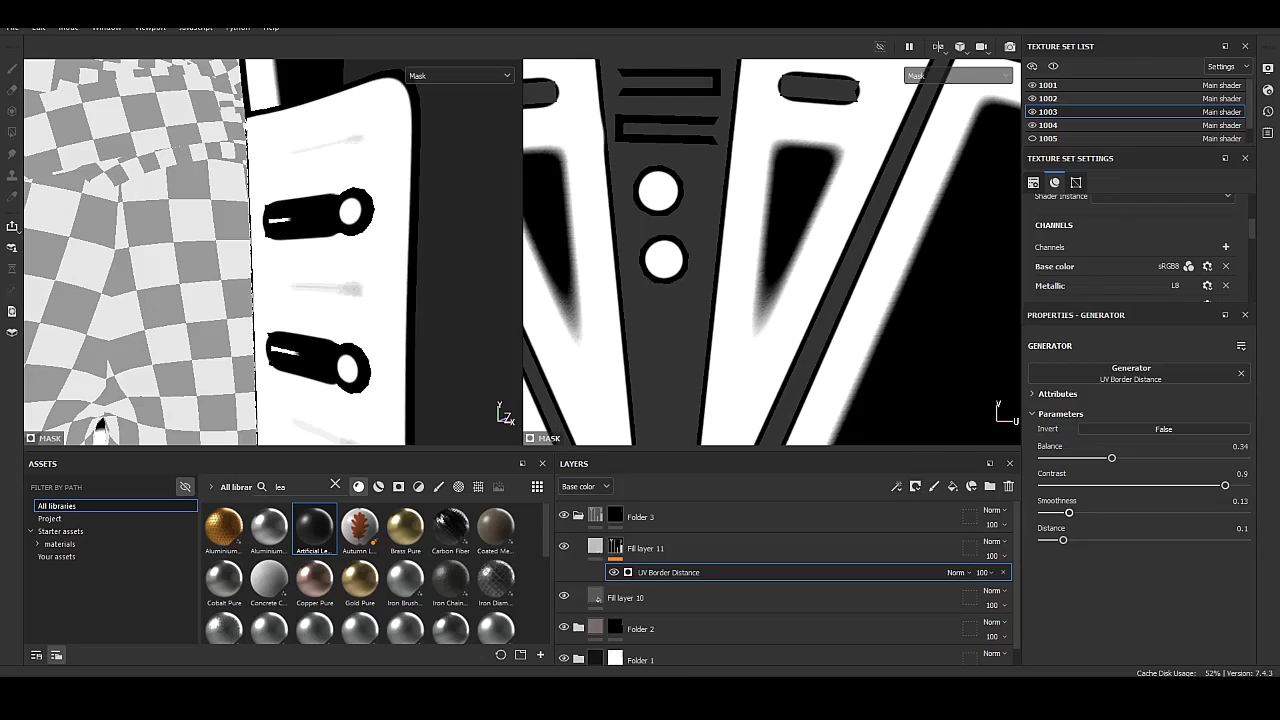 File Edit Mode Window Viewport Javascript Python Help
Mask
Mask
Y
Z
X
V
U
MASK
MASK
TEXTURE SET LIST
Settings
1001 Main shader
1002 Main shader
1003 Main shader
1004 Main shader
1005 Main shader
TEXTURE SET SETTINGS
Shader Instance
CHANNELS
Channels
Base color sRGB8
Metallic L8
PROPERTIES - GENERATOR
GENERATOR
Generator
UV Border Distance
Attributes
Parameters
Invert False
Balance 0.34
Contrast 0.9
Smoothness 0.13
Distance 0.1
ASSETS
FILTER BY PATH
All libraries
Project
Starter assets
materials
Your assets
All librar lea
Aluminium... Aluminium... Artificial Le... Autumn L... Brass Pure Carbon Fiber Coated Me...
Cobalt Pure Concrete C... Copper Pure Gold Pure Iron Brush... Iron Chain... Iron Diam...
LAYERS
Base color
Folder 3 Norm
100
Fill layer 11 Norm
100
UV Border Distance Norm 100
Fill layer 10 Norm
100
Folder 2 Norm
100
Folder 1 Norm
Cache Disk Usage: 52% | Version: 7.4.3